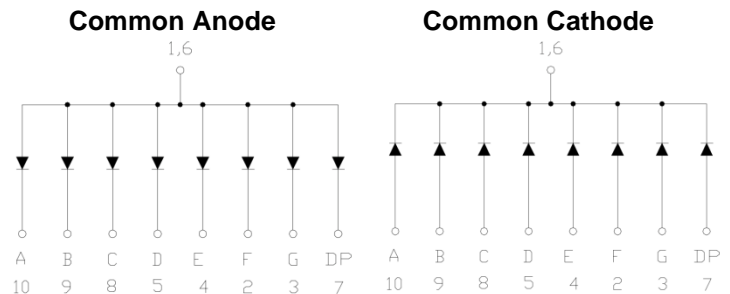 Common Anode Common Cathode
1,6 1,6
A B C D E F G DP A B C D E F G DP
10 9 8 5 4 2 3 7 10 9 8 5 4 2 3 7